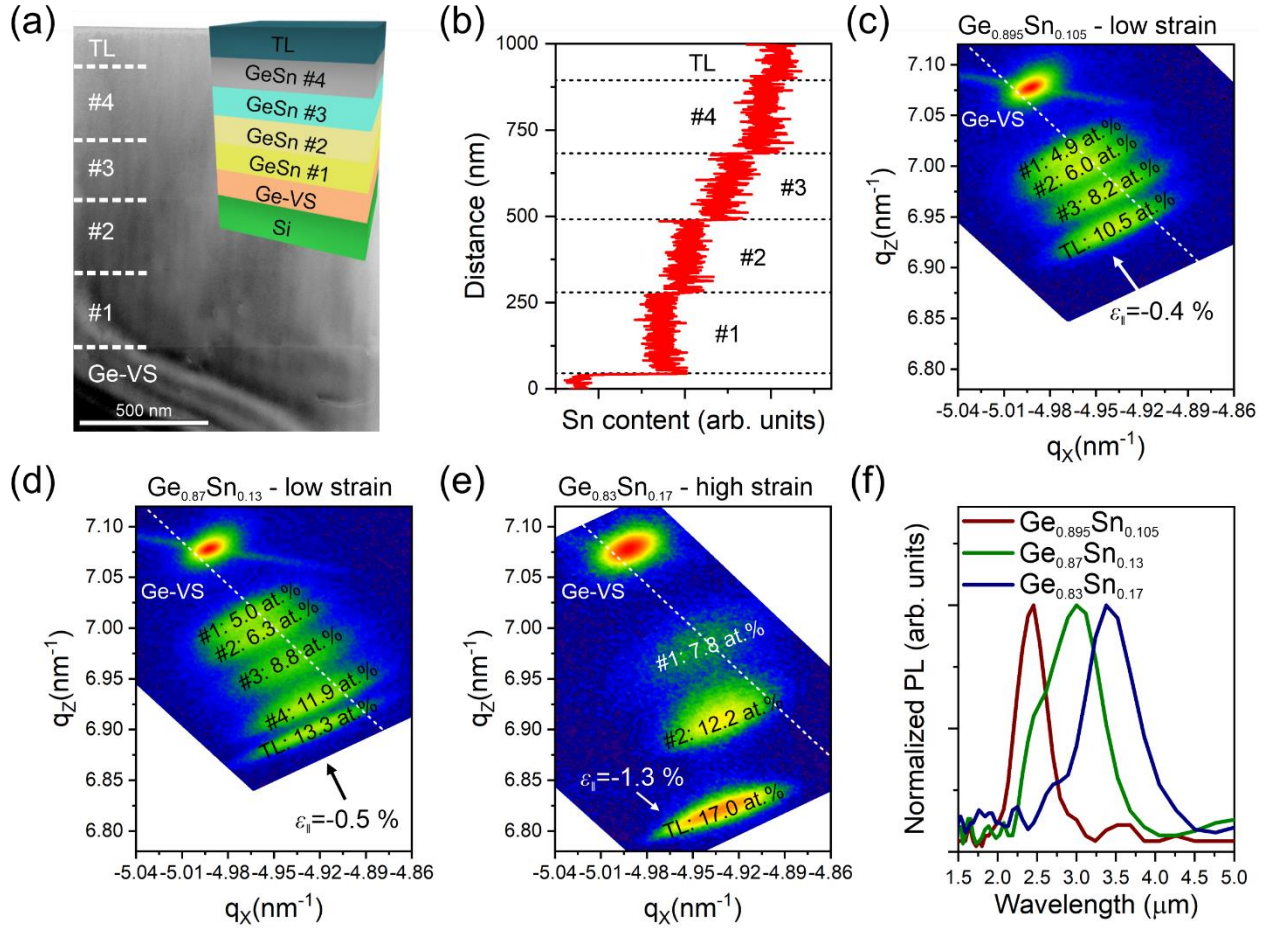 (a)
TL
#4
#3
#2
#1
Ge-VS
500 nm
TL
GeSn #4
GeSn #3
GeSn #2
GeSn #1
Ge-VS
Si
(b)
1000
750
500
250
0
Distance (nm)
TL
#4
#3
#2
#1
Sn content (arb. units)
(c)
Ge0.895Sn0.105 - low strain
7.10
7.05
7.00
6.95
6.90
6.85
6.80
qZ(nm-1)
Ge-VS
#1: 4.9 at.%
#2: 6.0 at.%
#3: 8.2 at.%
TL: 10.5 at.%
ε∥=-0.4 %
-5.04 -5.01 -4.98 -4.95 -4.92 -4.89 -4.86
qX(nm-1)
(d)
Ge0.87Sn0.13 - low strain
7.10
7.05
7.00
6.95
6.90
6.85
6.80
qZ(nm-1)
Ge-VS
#1: 5.0 at.%
#2: 6.3 at.%
#3: 8.8 at.%
#4: 11.9 at.%
TL: 13.3 at.%
ε∥=-0.5 %
-5.04 -5.01 -4.98 -4.95 -4.92 -4.89 -4.86
qX(nm-1)
(e)
Ge0.83Sn0.17 - high strain
7.10
7.05
7.00
6.95
6.90
6.85
6.80
qZ(nm-1)
Ge-VS
#1: 7.8 at.%
#2: 12.2 at.%
ε∥=-1.3 %
TL: 17.0 at.%
-5.04 -5.01 -4.98 -4.95 -4.92 -4.89 -4.86
qX(nm-1)
(f)
Ge0.895Sn0.105
Ge0.87Sn0.13
Ge0.83Sn0.17
Normalized PL (arb. units)
1.5 2.0 2.5 3.0 3.5 4.0 4.5 5.0
Wavelength (μm)